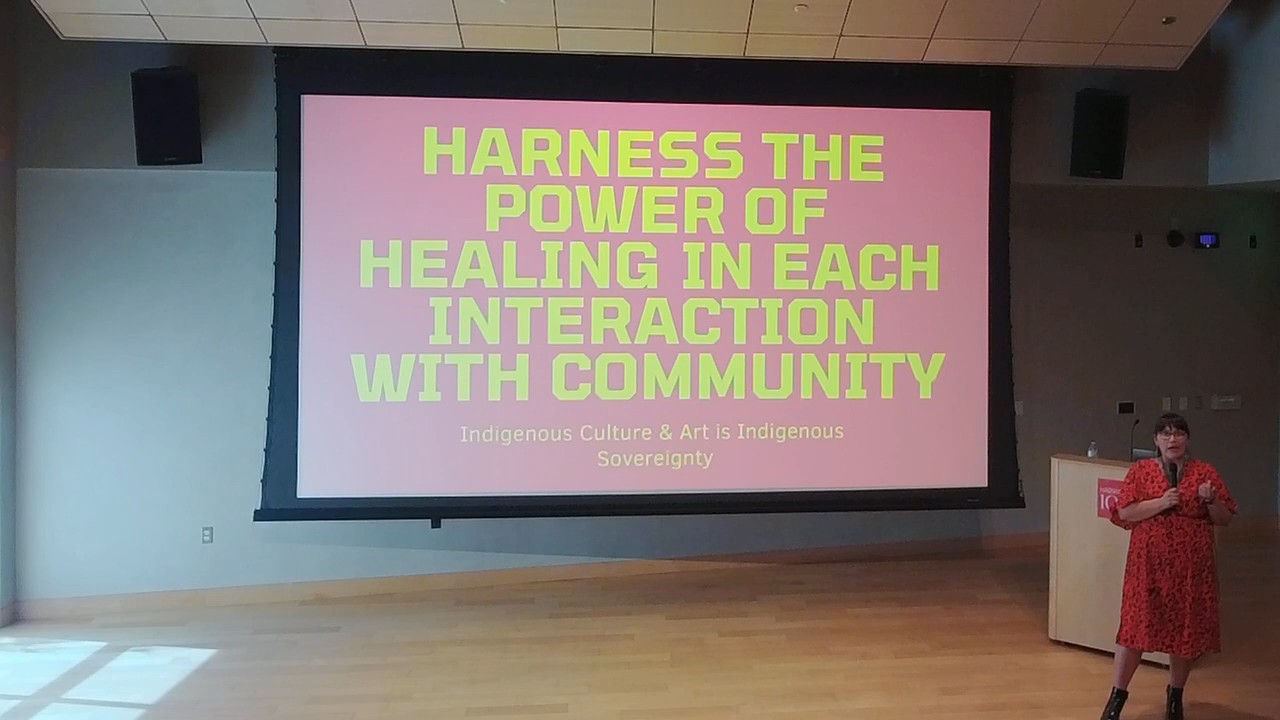 HARNESS THE
POWER OF
HEALING IN EACH
INTERACTION
WITH COMMUNITY
Indigenous Culture & Art is Indigenous
Sovereignty